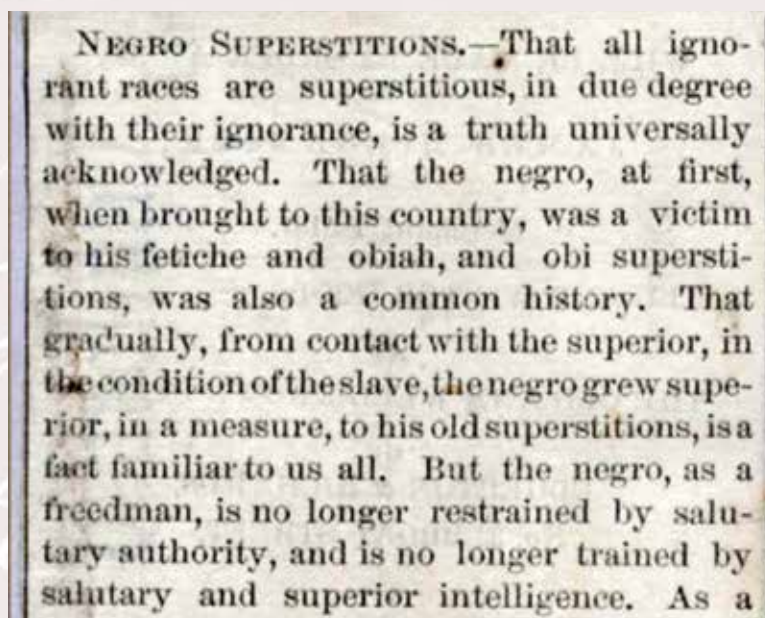 NEGRO SUPERSTITIONS.—That all igno-
rant races are superstitious, in due degree
with their ignorance, is a truth universally
acknowledged. That the negro, at first,
when brought to this country, was a victim
to his fetiche and obiah, and obi supersti-
tions, was also a common history. That
gradually, from contact with the superior, in
the condition of the slave, the negro grew supe-
rior, in a measure, to his old superstitions, is a
fact familiar to us all. But the negro, as a
freedman, is no longer restrained by salu-
tary authority, and is no longer trained by
salutary and superior intelligence. As a